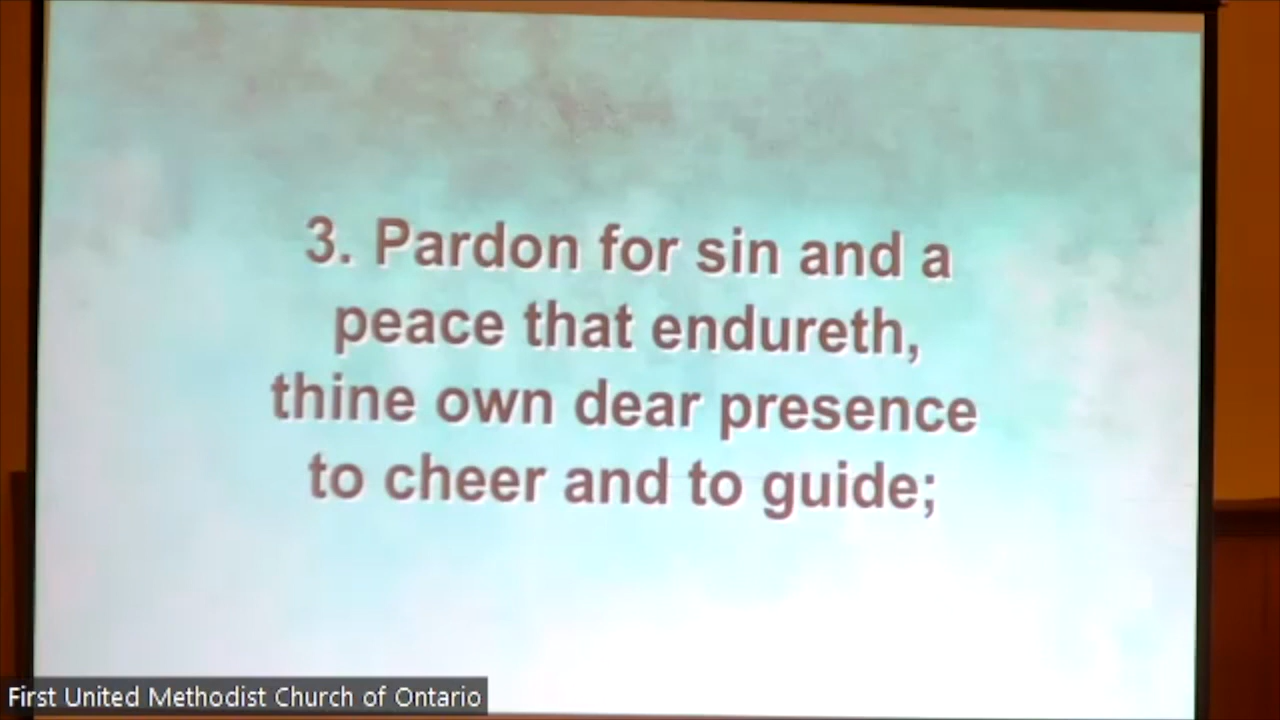 3. Pardon for sin and a
peace that endureth,
thine own dear presence
to cheer and to guide;
First United Methodist Church of Ontario